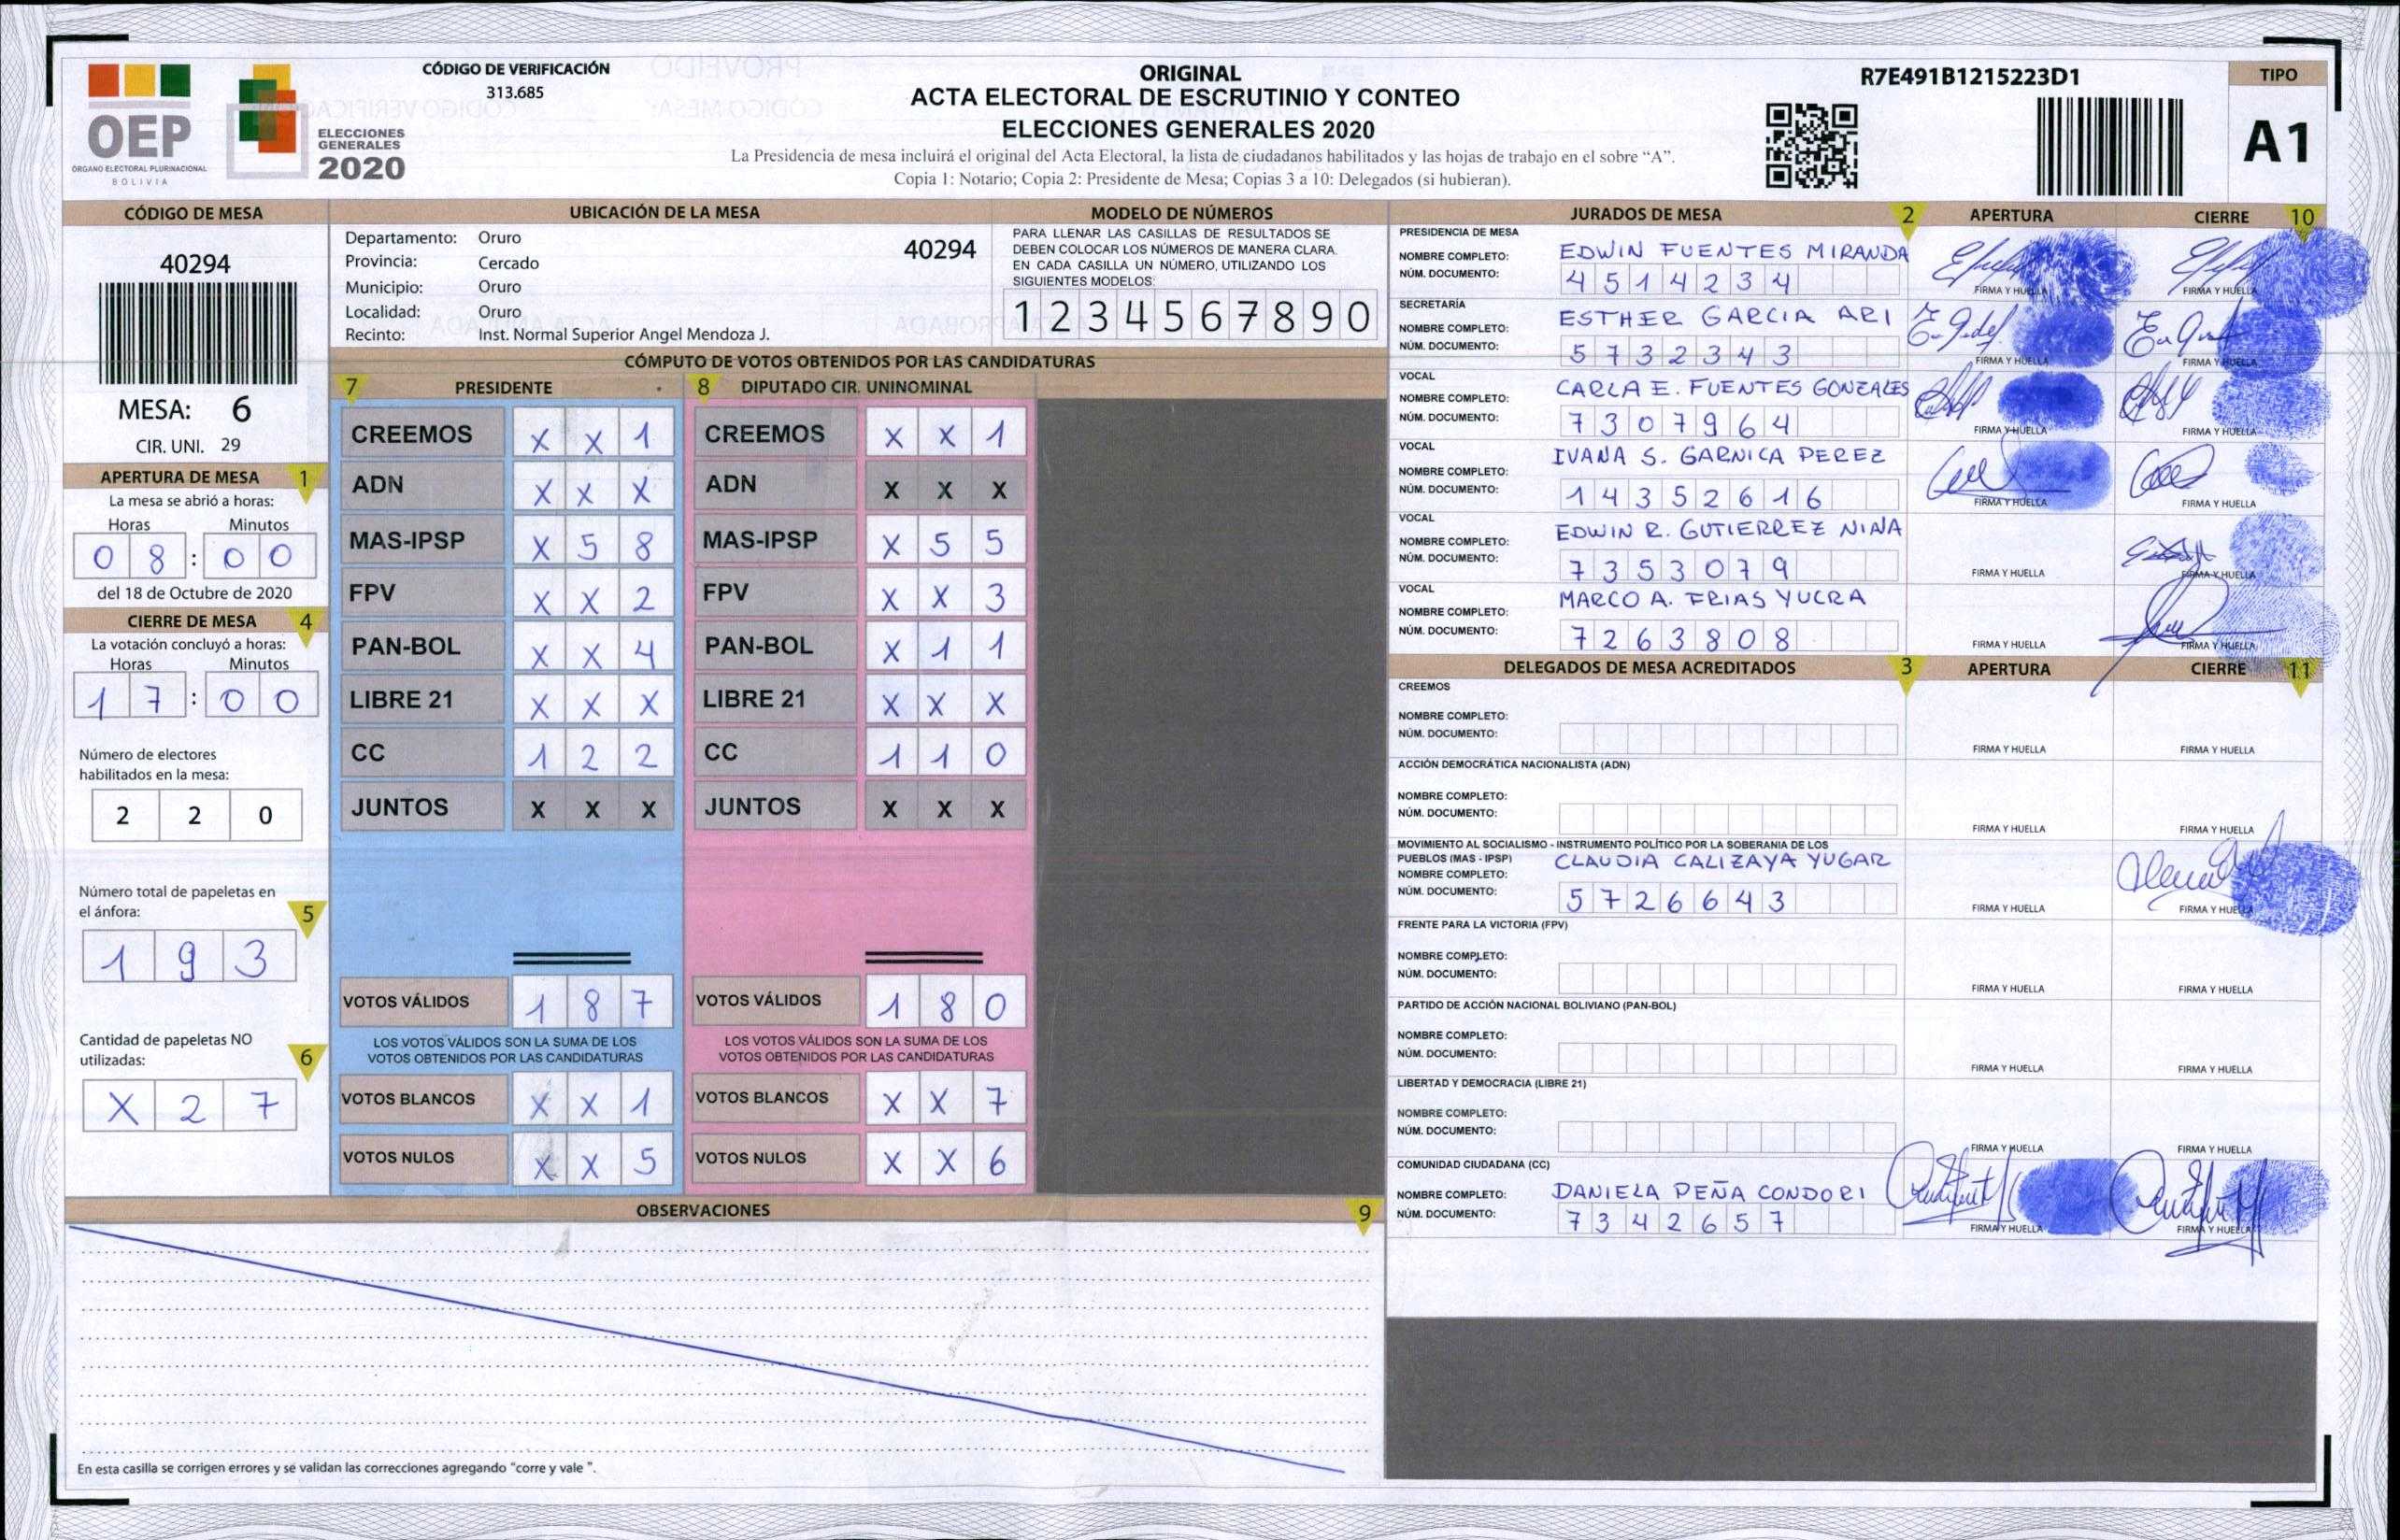 OEP
ÓRGANO ELECTORAL PLURINACIONAL
BOLIVIA
ELECCIONES
GENERALES
2020
CÓDIGO DE VERIFICACIÓN
313.685
ORIGINAL
ACTA ELECTORAL DE ESCRUTINIO Y CONTEO
ELECCIONES GENERALES 2020
La Presidencia de mesa incluirá el original del Acta Electoral, la lista de ciudadanos habilitados y las hojas de trabajo en el sobre “A”.
Copia 1: Notario; Copia 2: Presidente de Mesa; Copias 3 a 10: Delegados (si hubieran).
R7E491B1215223D1
TIPO
A1
CÓDIGO DE MESA
40294
MESA: 6
CIR. UNI. 29
APERTURA DE MESA 1
La mesa se abrió a horas:
Horas Minutos
0 8 : 0 0
del 18 de Octubre de 2020
CIERRE DE MESA 4
La votación concluyó a horas:
Horas Minutos
1 7 : 0 0
Número de electores
habilitados en la mesa:
2 2 0
Número total de papeletas en
el ánfora: 5
1 9 3
Cantidad de papeletas NO
utilizadas: 6
X 2 7
UBICACIÓN DE LA MESA
Departamento: Oruro 40294
Provincia: Cercado
Municipio: Oruro
Localidad: Oruro
Recinto: Inst. Normal Superior Angel Mendoza J.
MODELO DE NÚMEROS
PARA LLENAR LAS CASILLAS DE RESULTADOS SE
DEBEN COLOCAR LOS NÚMEROS DE MANERA CLARA.
EN CADA CASILLA UN NÚMERO, UTILIZANDO LOS
SIGUIENTES MODELOS:
1 2 3 4 5 6 7 8 9 0
CÓMPUTO DE VOTOS OBTENIDOS POR LAS CANDIDATURAS
7 PRESIDENTE 8 DIPUTADO CIR. UNINOMINAL
CREEMOS X X 1 CREEMOS X X 1
ADN X X X ADN X X X
MAS-IPSP X 5 8 MAS-IPSP X 5 5
FPV X X 2 FPV X X 3
PAN-BOL X X 4 PAN-BOL X 1 1
LIBRE 21 X X X LIBRE 21 X X X
CC 1 2 2 CC 1 1 0
JUNTOS X X X JUNTOS X X X
VOTOS VÁLIDOS 1 8 7 VOTOS VÁLIDOS 1 8 0
LOS VOTOS VÁLIDOS SON LA SUMA DE LOS LOS VOTOS VÁLIDOS SON LA SUMA DE LOS
VOTOS OBTENIDOS POR LAS CANDIDATURAS VOTOS OBTENIDOS POR LAS CANDIDATURAS
VOTOS BLANCOS X X 1 VOTOS BLANCOS X X 7
VOTOS NULOS X X 5 VOTOS NULOS X X 6
OBSERVACIONES 9
En esta casilla se corrigen errores y se validan las correcciones agregando “corre y vale ”.
JURADOS DE MESA 2 APERTURA CIERRE 10
PRESIDENCIA DE MESA
NOMBRE COMPLETO: EDWIN FUENTES MIRANDA
NÚM. DOCUMENTO: 4514234
FIRMA Y HUELLA FIRMA Y HUELLA
SECRETARÍA
NOMBRE COMPLETO: ESTHER GARCIA ARI
NÚM. DOCUMENTO: 5732343
FIRMA Y HUELLA FIRMA Y HUELLA
VOCAL
NOMBRE COMPLETO: CARLA E. FUENTES GONZALES
NÚM. DOCUMENTO: 7307964
FIRMA Y HUELLA FIRMA Y HUELLA
VOCAL
NOMBRE COMPLETO: IVANA S. GARNICA PEREZ
NÚM. DOCUMENTO: 14352616
FIRMA Y HUELLA FIRMA Y HUELLA
VOCAL
NOMBRE COMPLETO: EDWIN R. GUTIERREZ NINA
NÚM. DOCUMENTO: 7353079
FIRMA Y HUELLA FIRMA Y HUELLA
VOCAL
NOMBRE COMPLETO: MARCO A. FRIAS YUCRA
NÚM. DOCUMENTO: 7263808
FIRMA Y HUELLA FIRMA Y HUELLA
DELEGADOS DE MESA ACREDITADOS 3 APERTURA CIERRE 11
CREEMOS
NOMBRE COMPLETO:
NÚM. DOCUMENTO:
FIRMA Y HUELLA FIRMA Y HUELLA
ACCIÓN DEMOCRÁTICA NACIONALISTA (ADN)
NOMBRE COMPLETO:
NÚM. DOCUMENTO:
FIRMA Y HUELLA FIRMA Y HUELLA
MOVIMIENTO AL SOCIALISMO - INSTRUMENTO POLÍTICO POR LA SOBERANIA DE LOS
PUEBLOS (MAS - IPSP)
NOMBRE COMPLETO: CLAUDIA CALIZAYA YUGAR
NÚM. DOCUMENTO: 5726643
FIRMA Y HUELLA FIRMA Y HUELLA
FRENTE PARA LA VICTORIA (FPV)
NOMBRE COMPLETO:
NÚM. DOCUMENTO:
FIRMA Y HUELLA FIRMA Y HUELLA
PARTIDO DE ACCIÓN NACIONAL BOLIVIANO (PAN-BOL)
NOMBRE COMPLETO:
NÚM. DOCUMENTO:
FIRMA Y HUELLA FIRMA Y HUELLA
LIBERTAD Y DEMOCRACIA (LIBRE 21)
NOMBRE COMPLETO:
NÚM. DOCUMENTO:
FIRMA Y HUELLA FIRMA Y HUELLA
COMUNIDAD CIUDADANA (CC)
NOMBRE COMPLETO: DANIELA PEÑA CONDORI
NÚM. DOCUMENTO: 7342657
FIRMA Y HUELLA FIRMA Y HUELLA